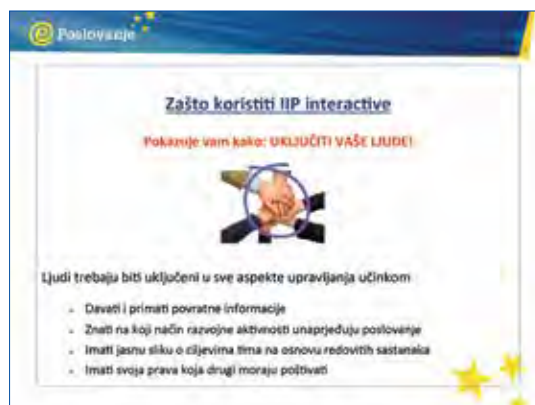 e Poslovanje
Zašto koristiti IIP interactive
Pokazuje vam kako: UKLJUČITI VAŠE LJUDE!
Ljudi trebaju biti uključeni u sve aspekte upravljanja učinkom
Davati i primati povratne informacije
Znati na koji način razvojne aktivnosti unaprjeđuju poslovanje
Imati jasnu sliku o ciljevima tima na osnovu redovitih sastanaka
Imati svoja prava koja drugi moraju poštivati